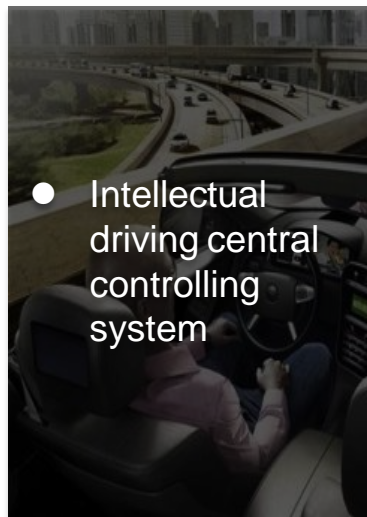 ● Intellectual
driving central
controlling
system